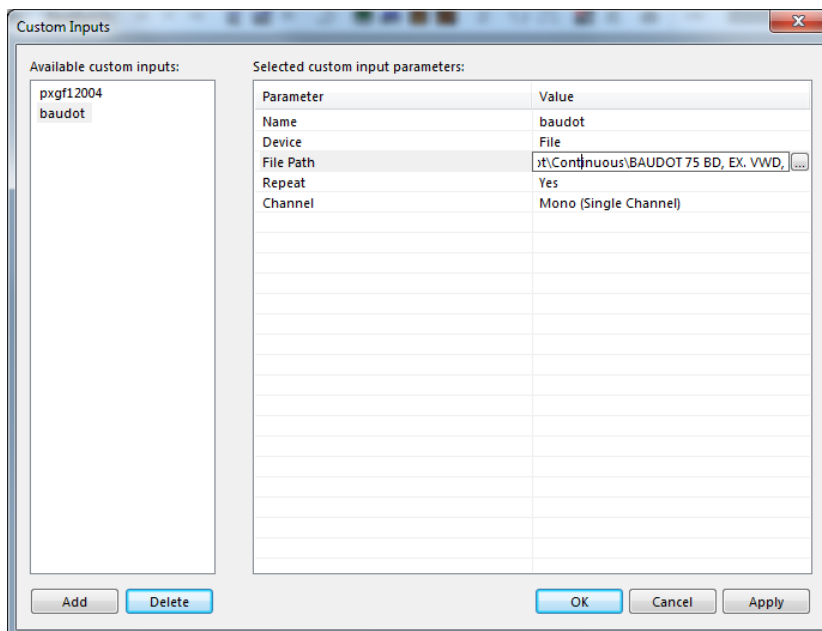 Custom Inputs
Available custom inputs:
pxgf12004
baudot
Add
Delete
Selected custom input parameters:
Parameter Value
Name baudot
Device File
File Path ot\Continuous\BAUDOT 75 BD, EX. VWD, ...
Repeat Yes
Channel Mono (Single Channel)
OK
Cancel
Apply